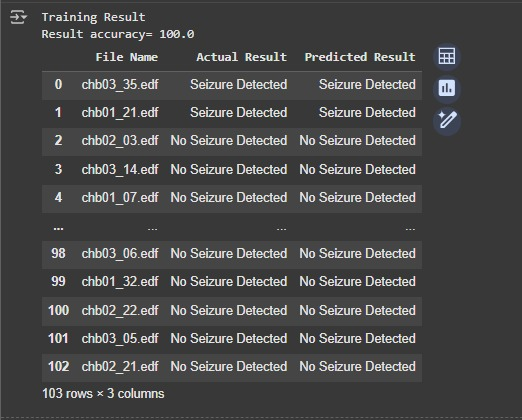 Training Result
Result accuracy= 100.0
File Name Actual Result Predicted Result
0 chb03_35.edf Seizure Detected Seizure Detected
1 chb01_21.edf Seizure Detected Seizure Detected
2 chb02_03.edf No Seizure Detected No Seizure Detected
3 chb03_14.edf No Seizure Detected No Seizure Detected
4 chb01_07.edf No Seizure Detected No Seizure Detected
... ... ... ...
98 chb03_06.edf No Seizure Detected No Seizure Detected
99 chb01_32.edf No Seizure Detected No Seizure Detected
100 chb02_22.edf No Seizure Detected No Seizure Detected
101 chb03_05.edf No Seizure Detected No Seizure Detected
102 chb02_21.edf No Seizure Detected No Seizure Detected
103 rows × 3 columns